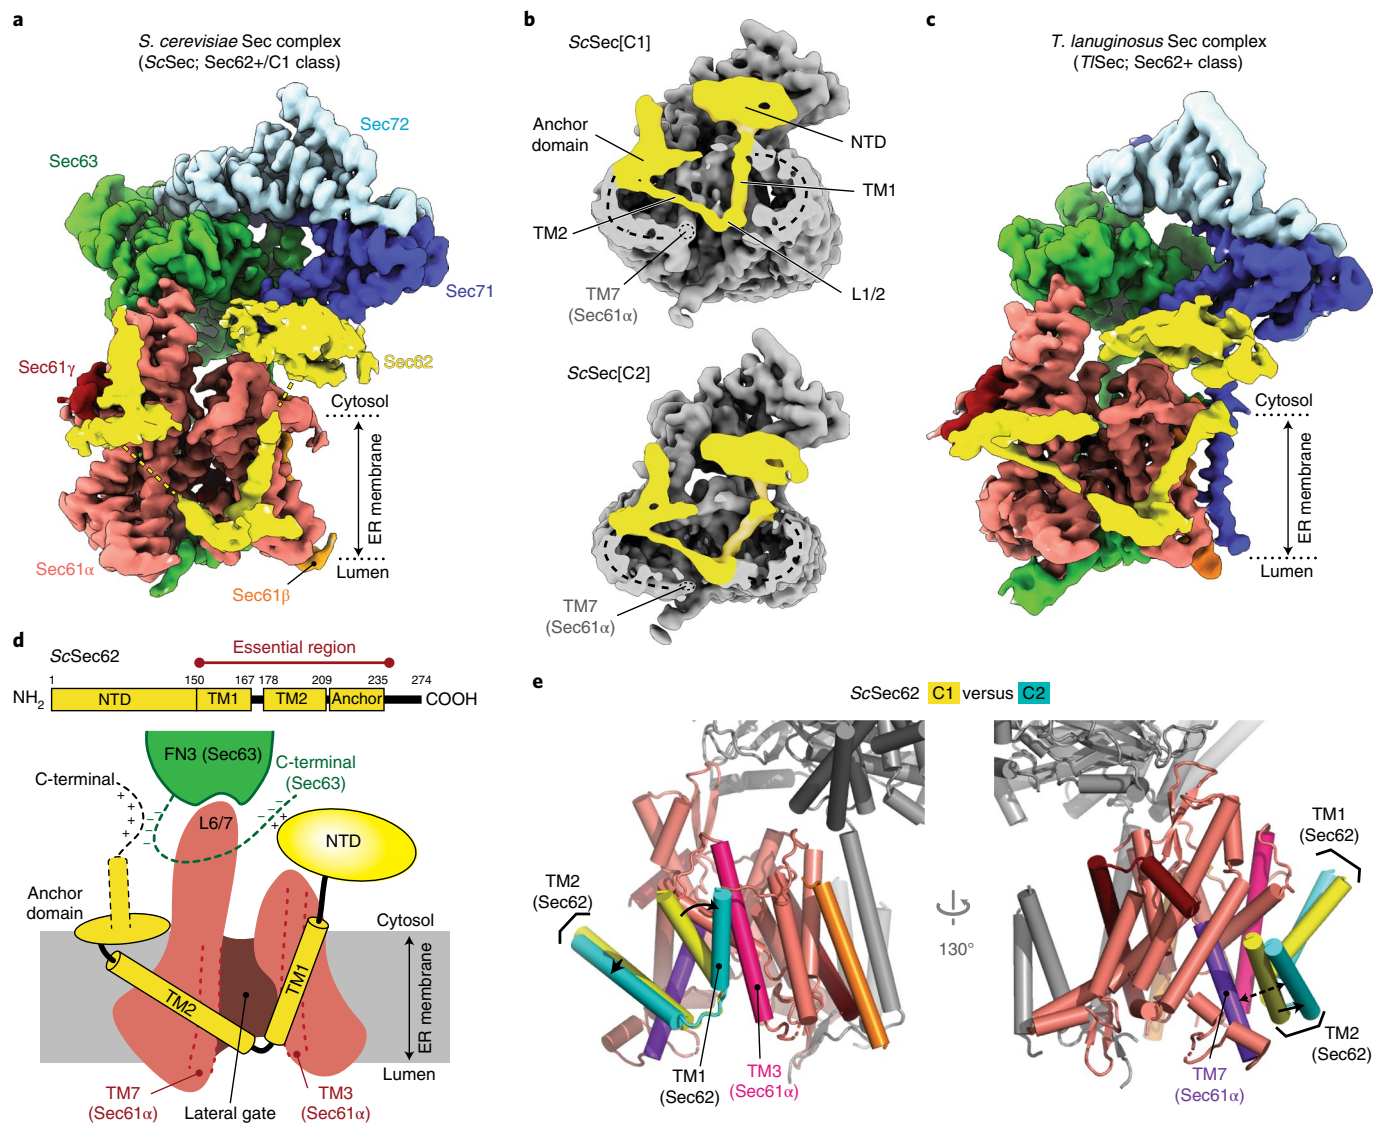 a
S. cerevisiae Sec complex
(ScSec; Sec62+/C1 class)
Sec72
Sec63
Sec71
Sec61γ
Sec62
Cytosol
ER membrane
Lumen
Sec61α
Sec61β
b
ScSec[C1]
Anchor
domain
NTD
TM1
TM2
L1/2
TM7
(Sec61α)
ScSec[C2]
TM7
(Sec61α)
c
T. lanuginosus Sec complex
(TlSec; Sec62+ class)
Cytosol
ER membrane
Lumen
d
ScSec62
Essential region
1 150 167 178 209 235 274
NH2 NTD TM1 TM2 Anchor COOH
FN3 (Sec63)
C-terminal
C-terminal
(Sec63)
+ + + +
− − −
− −
+ +
L6/7
NTD
Anchor
domain
Cytosol
TM2
TM1
ER membrane
Lumen
TM7
(Sec61α)
Lateral gate
TM3
(Sec61α)
e
ScSec62 C1 versus C2
TM2
(Sec62)
TM1
(Sec62)
TM3
(Sec61α)
130°
TM1
(Sec62)
TM2
(Sec62)
TM7
(Sec61α)